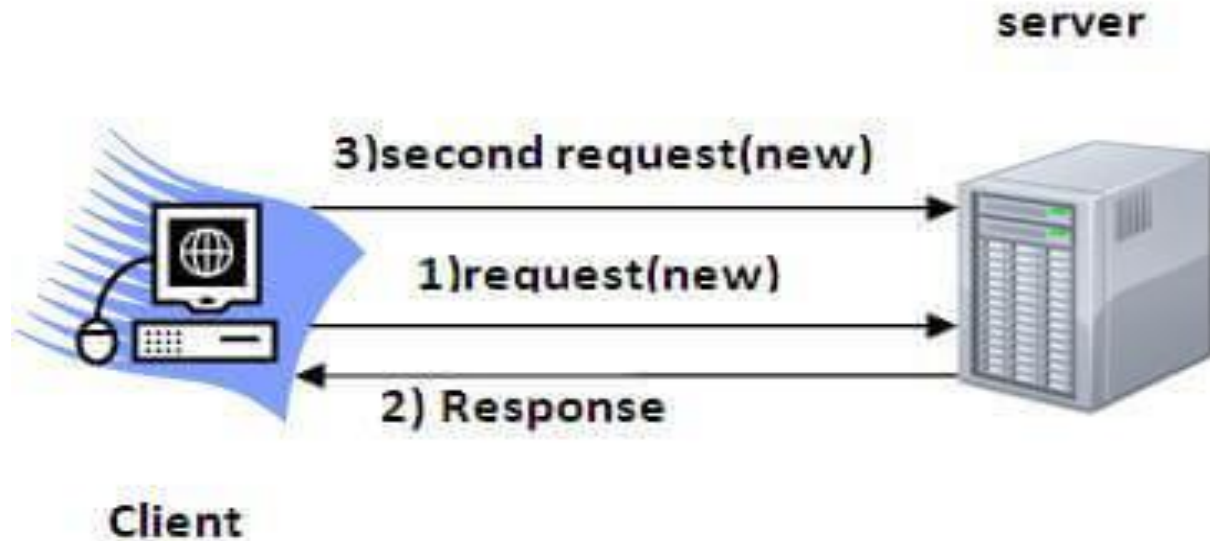 server
3)second request(new)
1)request(new)
2) Response
Client